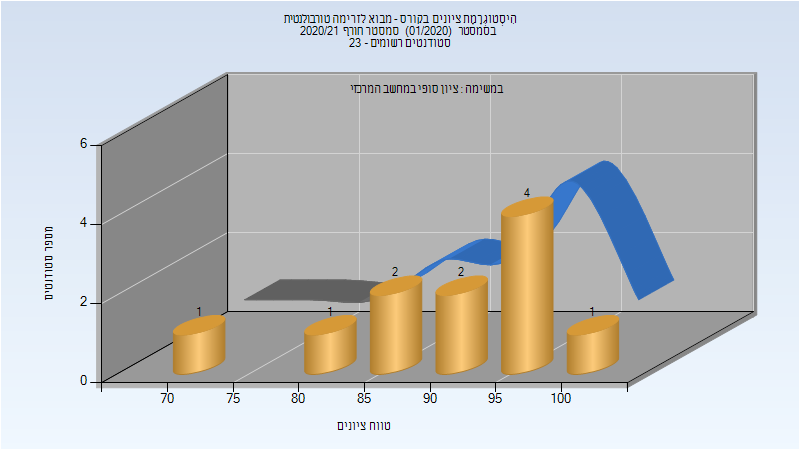 היסטוגרמת ציונים בקורס - מבוא לזרימה טורבולנטית
בסמסטר (01/2020) סמסטר חורף 2020/21
סטודנטים רשומים - 23
במשימה : ציון סופי במחשב המרכזי
6
4
2
0
מספר סטודנטים
1
1
2
2
4
1
70
75
80
85
90
95
100
טווח ציונים